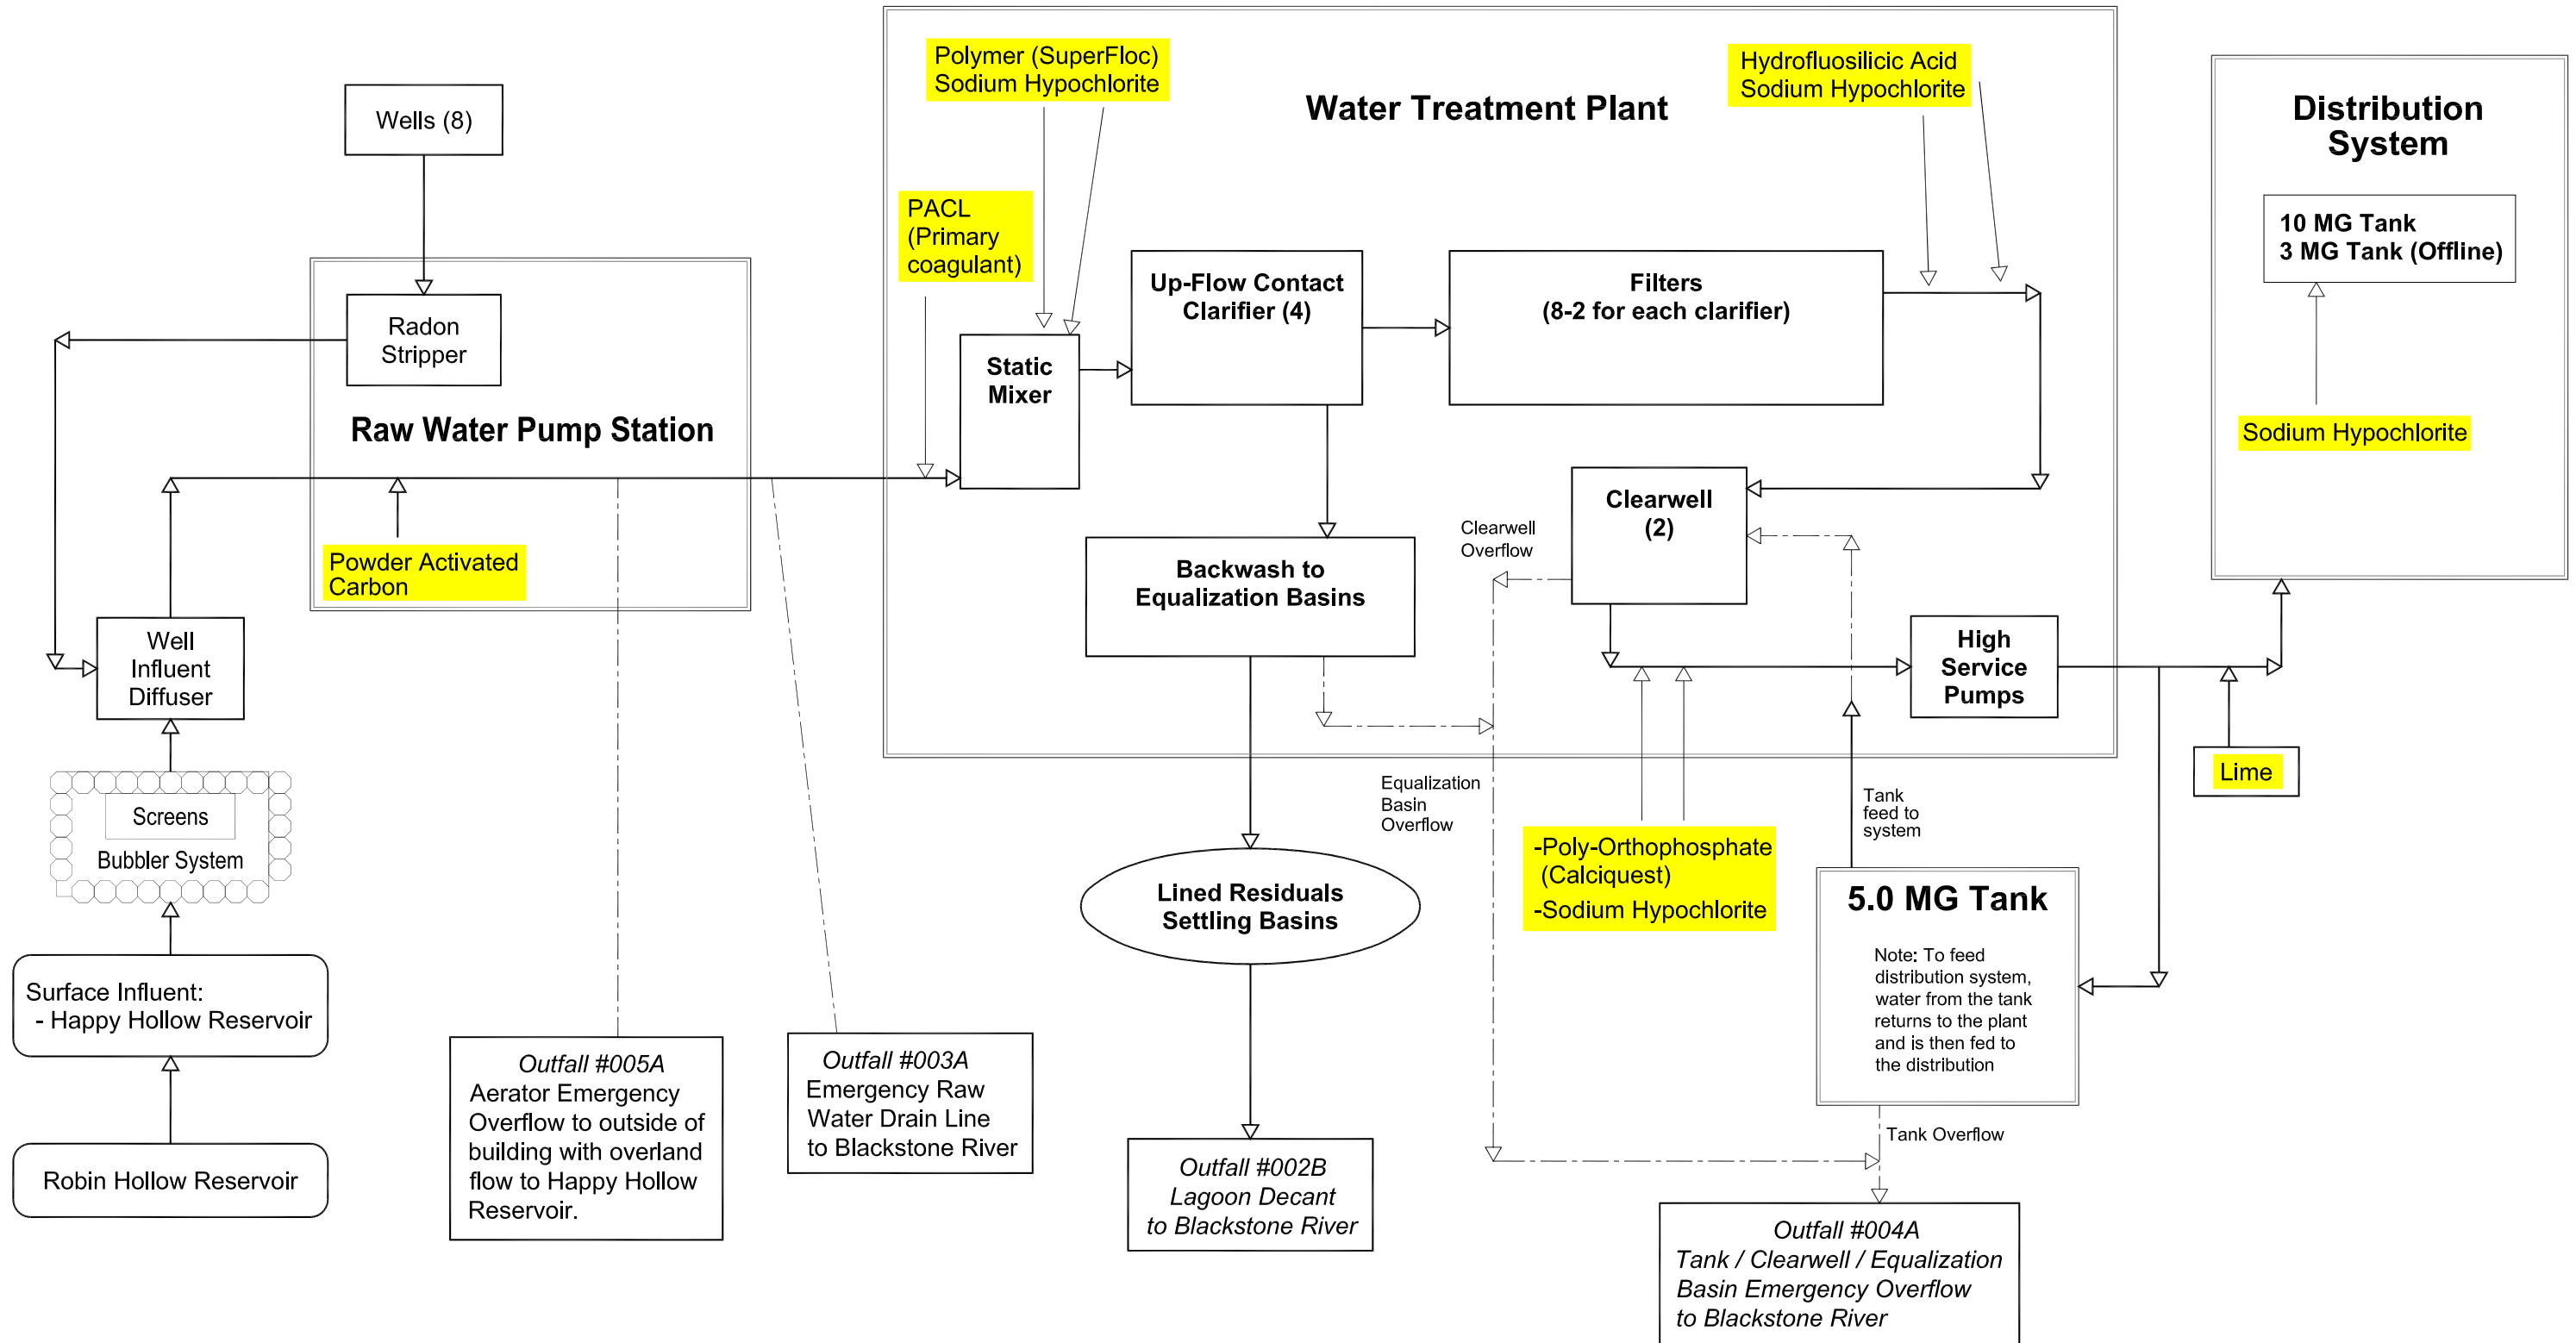 Polymer (SuperFloc)
Sodium Hypochlorite
Hydrofluosilicic Acid
Sodium Hypochlorite
Water Treatment Plant
Distribution
System
Wells (8)
PACL
(Primary
coagulant)
10 MG Tank
3 MG Tank (Offline)
Radon
Stripper
Up-Flow Contact
Clarifier (4)
Filters
(8-2 for each clarifier)
Static
Mixer
Raw Water Pump Station
Sodium Hypochlorite
Powder Activated
Carbon
Clearwell
(2)
Clearwell
Overflow
Backwash to
Equalization Basins
Well
Influent
Diffuser
High
Service
Pumps
Screens
Bubbler System
Equalization
Basin
Overflow
Tank
feed to
system
Lime
-Poly-Orthophosphate
(Calciquest)
-Sodium Hypochlorite
Lined Residuals
Settling Basins
5.0 MG Tank
Note: To feed
distribution system,
water from the tank
returns to the plant
and is then fed to
the distribution
Surface Influent:
- Happy Hollow Reservoir
Robin Hollow Reservoir
Outfall #005A
Aerator Emergency
Overflow to outside of
building with overland
flow to Happy Hollow
Reservoir.
Outfall #003A
Emergency Raw
Water Drain Line
to Blackstone River
Tank Overflow
Outfall #002B
Lagoon Decant
to Blackstone River
Outfall #004A
Tank / Clearwell / Equalization
Basin Emergency Overflow
to Blackstone River